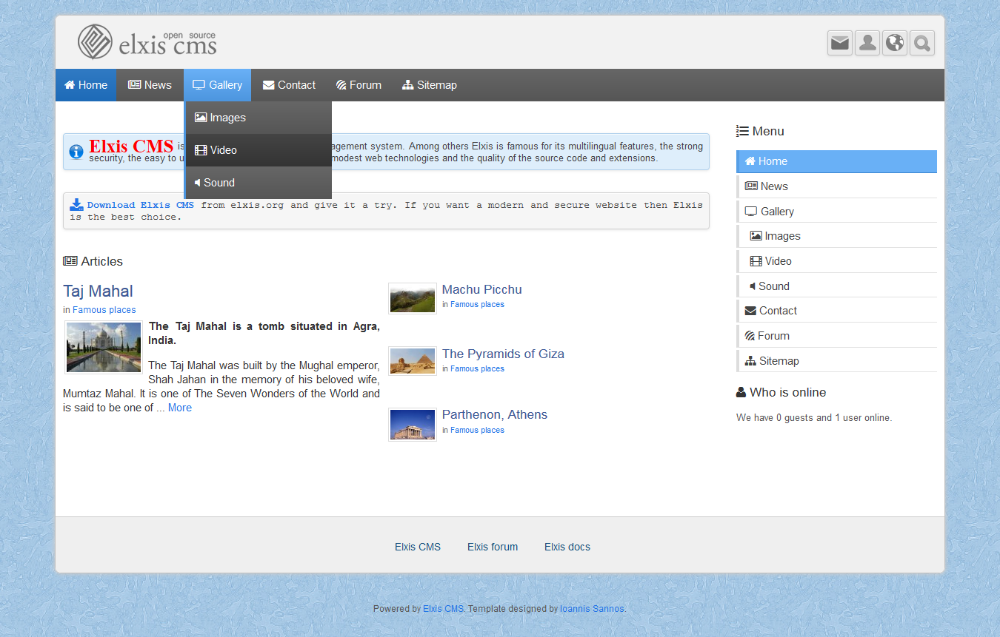 open source
elxis cms
Home News Gallery Contact Forum Sitemap
Images
Video
Sound
Elxis CMS is agement system. Among others Elxis is famous for its multilingual features, the strong
security, the easy to u modest web technologies and the quality of the source code and extensions.
Download Elxis CMS from elxis.org and give it a try. If you want a modern and secure website then Elxis
is the best choice.
Articles
Taj Mahal
in Famous places
The Taj Mahal is a tomb situated in Agra,
India.
The Taj Mahal was built by the Mughal emperor,
Shah Jahan in the memory of his beloved wife,
Mumtaz Mahal. It is one of The Seven Wonders of the World and
is said to be one of ... More
Machu Picchu
in Famous places
The Pyramids of Giza
in Famous places
Parthenon, Athens
in Famous places
Menu
Home
News
Gallery
Images
Video
Sound
Contact
Forum
Sitemap
Who is online
We have 0 guests and 1 user online.
Elxis CMS Elxis forum Elxis docs
Powered by Elxis CMS. Template designed by Ioannis Sannos.